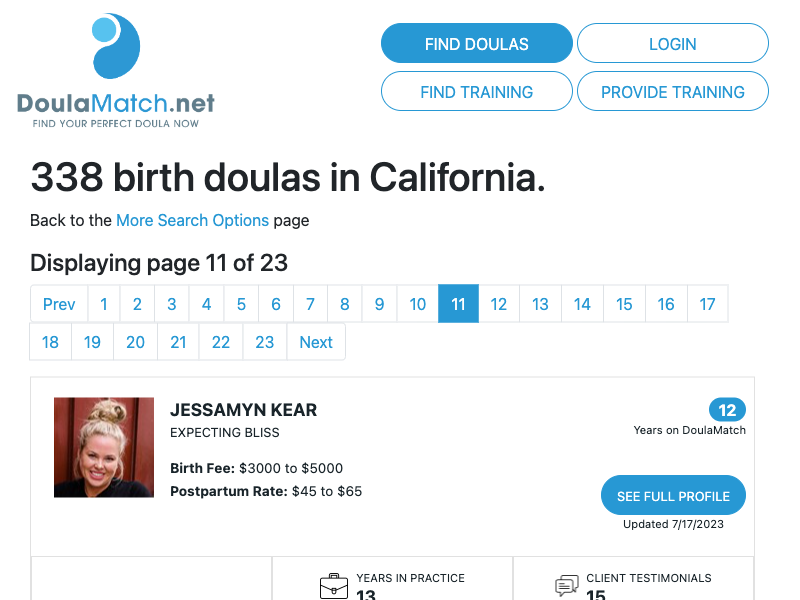 DoulaMatch.net
FIND YOUR PERFECT DOULA NOW
FIND DOULAS
LOGIN
FIND TRAINING
PROVIDE TRAINING
338 birth doulas in California.
Back to the More Search Options page
Displaying page 11 of 23
Prev 1 2 3 4 5 6 7 8 9 10 11 12 13 14 15 16 17
18 19 20 21 22 23 Next
JESSAMYN KEAR
EXPECTING BLISS
Birth Fee: $3000 to $5000
Postpartum Rate: $45 to $65
12
Years on DoulaMatch
SEE FULL PROFILE
Updated 7/17/2023
YEARS IN PRACTICE
13
CLIENT TESTIMONIALS
15